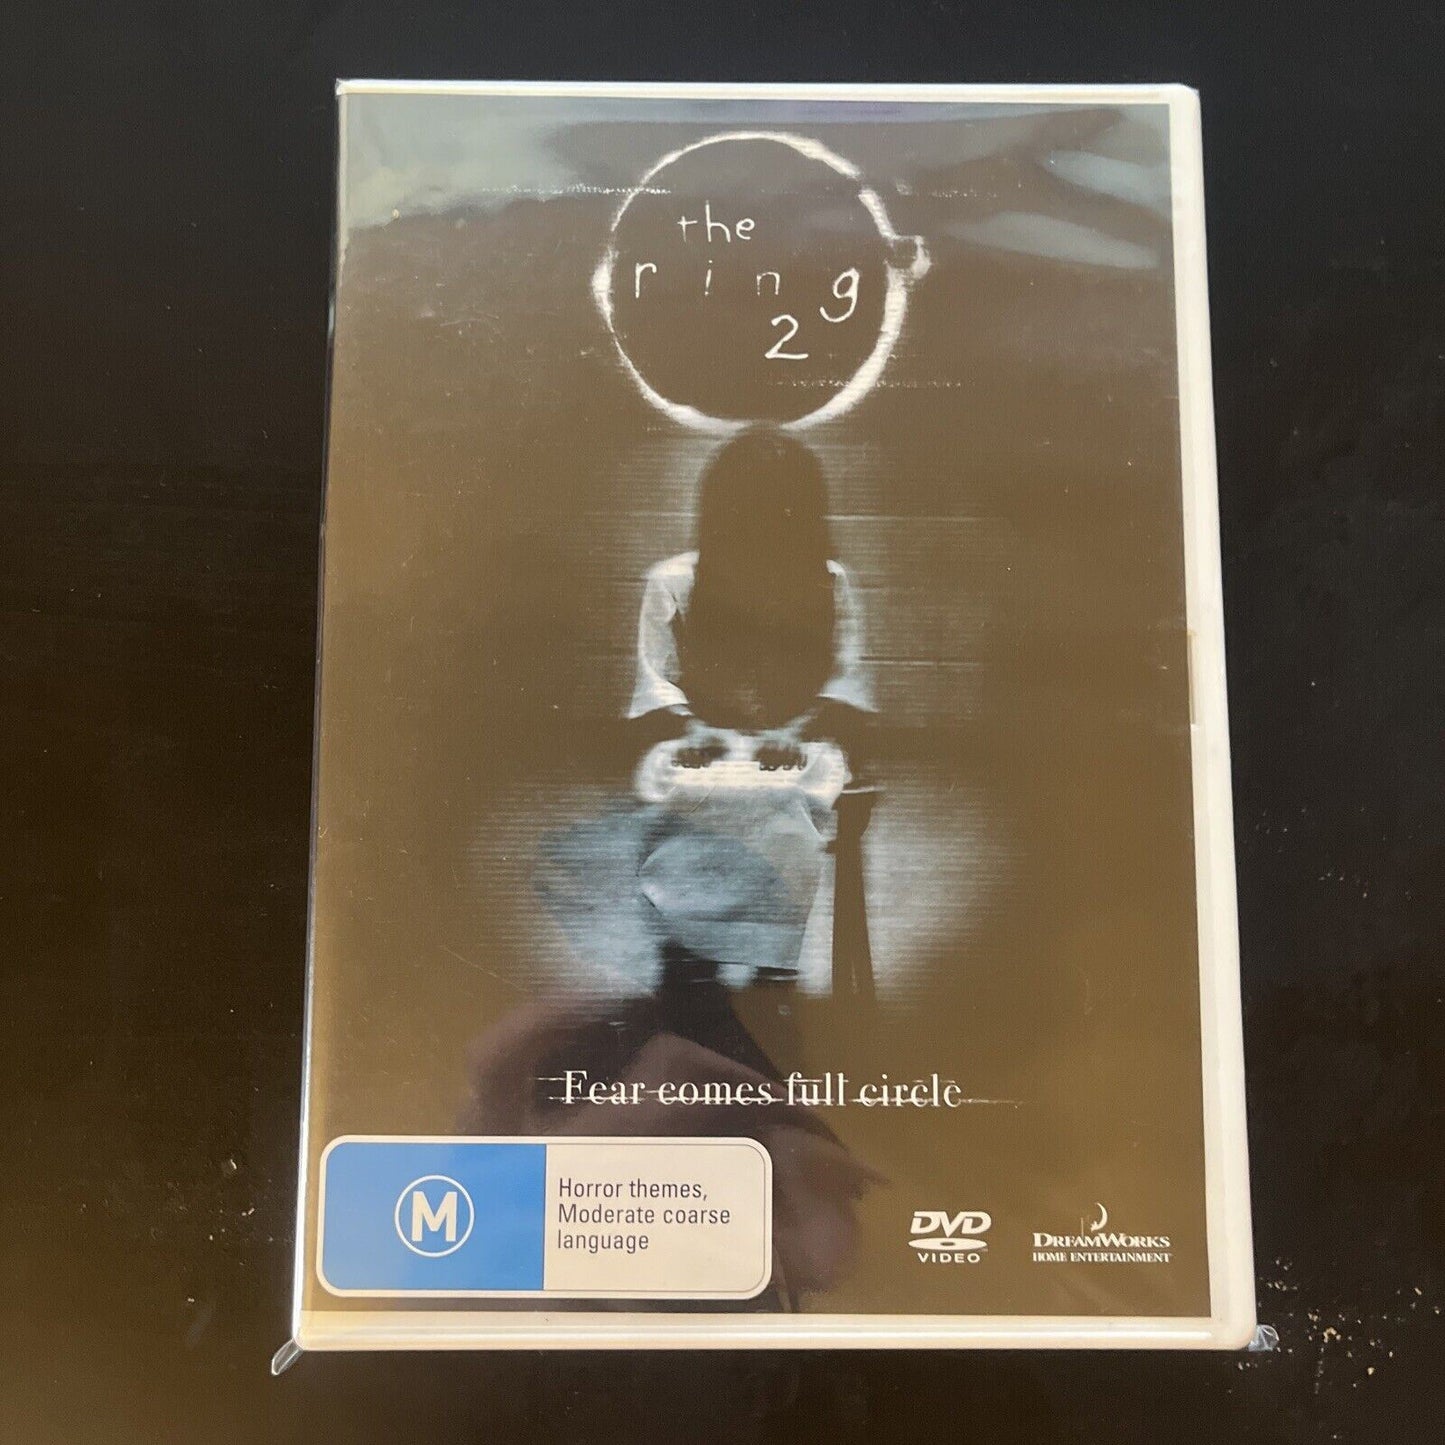 the
ring
2
Fear comes full circle
M
Horror themes,
Moderate coarse
language
DVD
VIDEO
DREAMWORKS
HOME ENTERTAINMENT